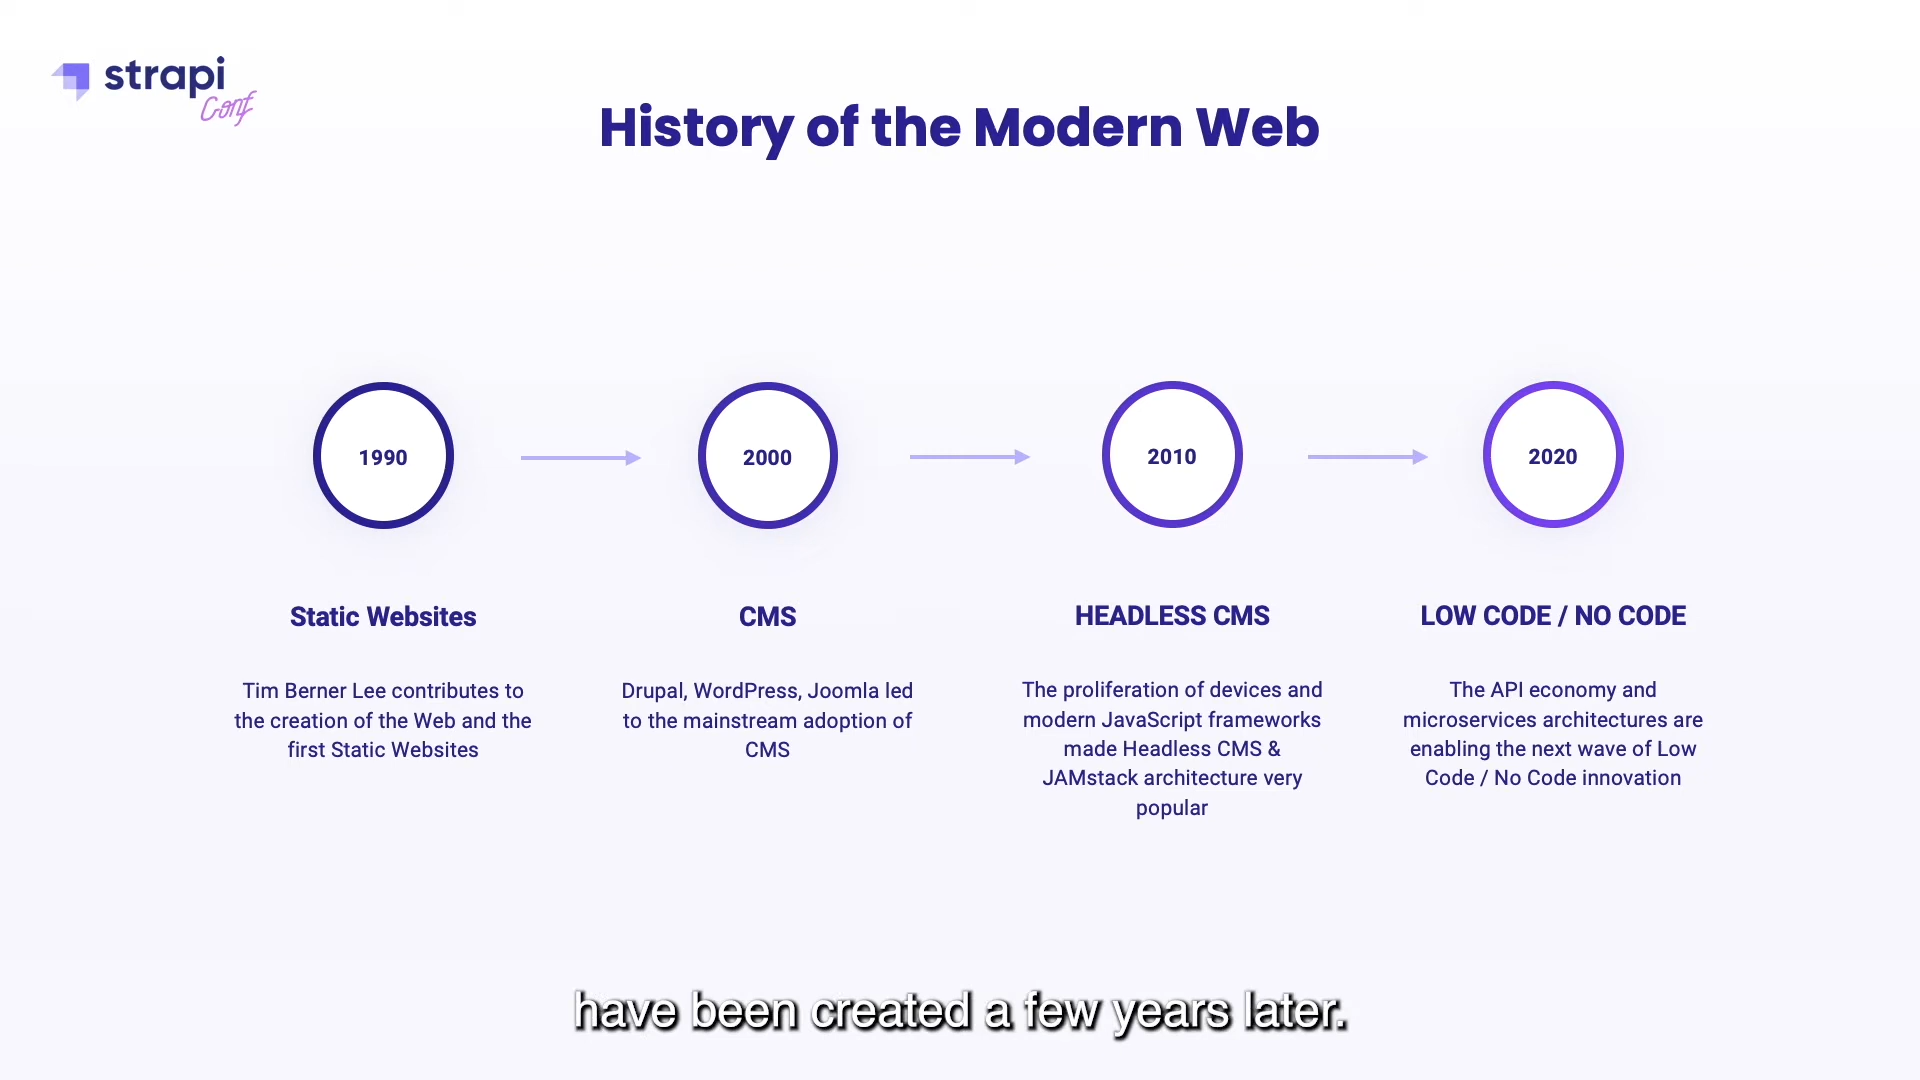 strapi
Conf
History of the Modern Web
1990
2000
2010
2020
Static Websites
CMS
HEADLESS CMS
LOW CODE / NO CODE
Tim Berner Lee contributes to
the creation of the Web and the
first Static Websites
Drupal, WordPress, Joomla led
to the mainstream adoption of
CMS
The proliferation of devices and
modern JavaScript frameworks
made Headless CMS &
JAMstack architecture very
popular
The API economy and
microservices architectures are
enabling the next wave of Low
Code / No Code innovation
have been created a few years later.